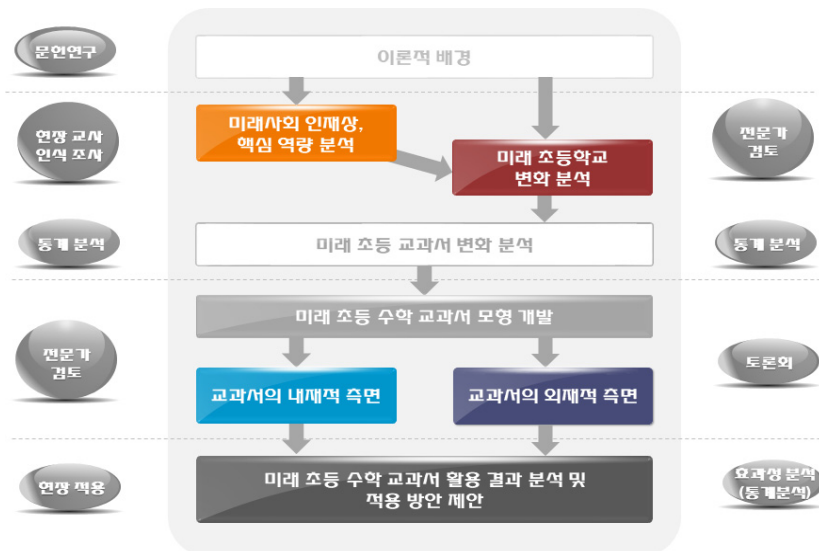 문헌연구
이론적 배경
현장 교사
인식 조사
미래사회 인재상,
핵심 역량 분석
미래 초등학교
변화 분석
전문가
검토
통계 분석
미래 초등 교과서 변화 분석
통계 분석
미래 초등 수학 교과서 모형 개발
전문가
검토
교과서의 내재적 측면
교과서의 외재적 측면
토론회
현장 적용
미래 초등 수학 교과서 활용 결과 분석 및
적용 방안 제안
효과성 분석
(통계분석)